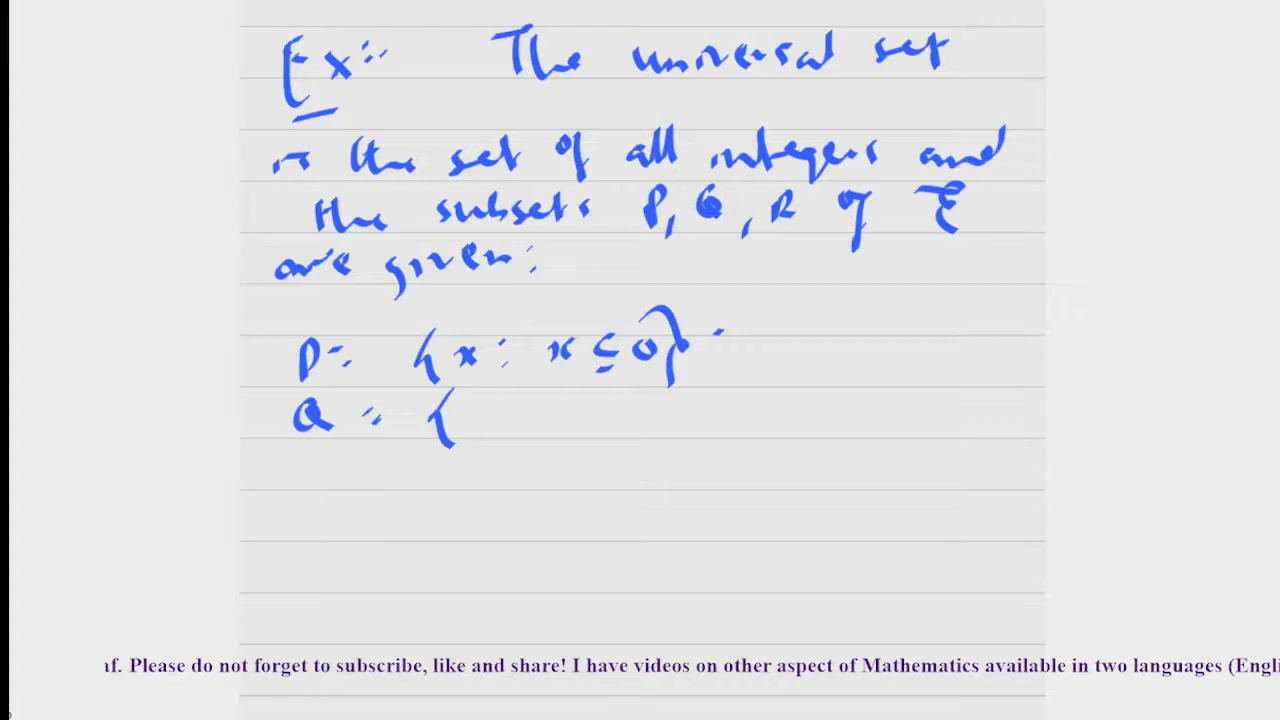 Ex:- The universal set
is the set of all integers and
the subsets P, Q, R of ξ
are given:
P = {x : x ≤ 0}
Q = {
af. Please do not forget to subscribe, like and share! I have videos on other aspect of Mathematics available in two languages (Engli